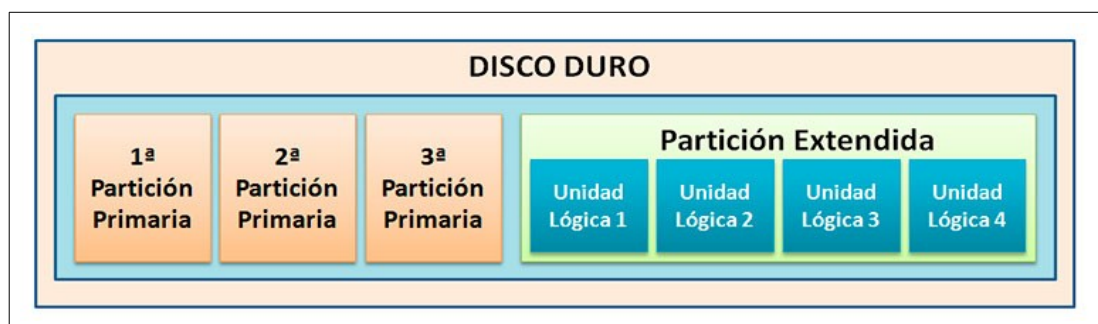 DISCO DURO
1ª
Partición
Primaria
2ª
Partición
Primaria
3ª
Partición
Primaria
Partición Extendida
Unidad
Lógica 1
Unidad
Lógica 2
Unidad
Lógica 3
Unidad
Lógica 4